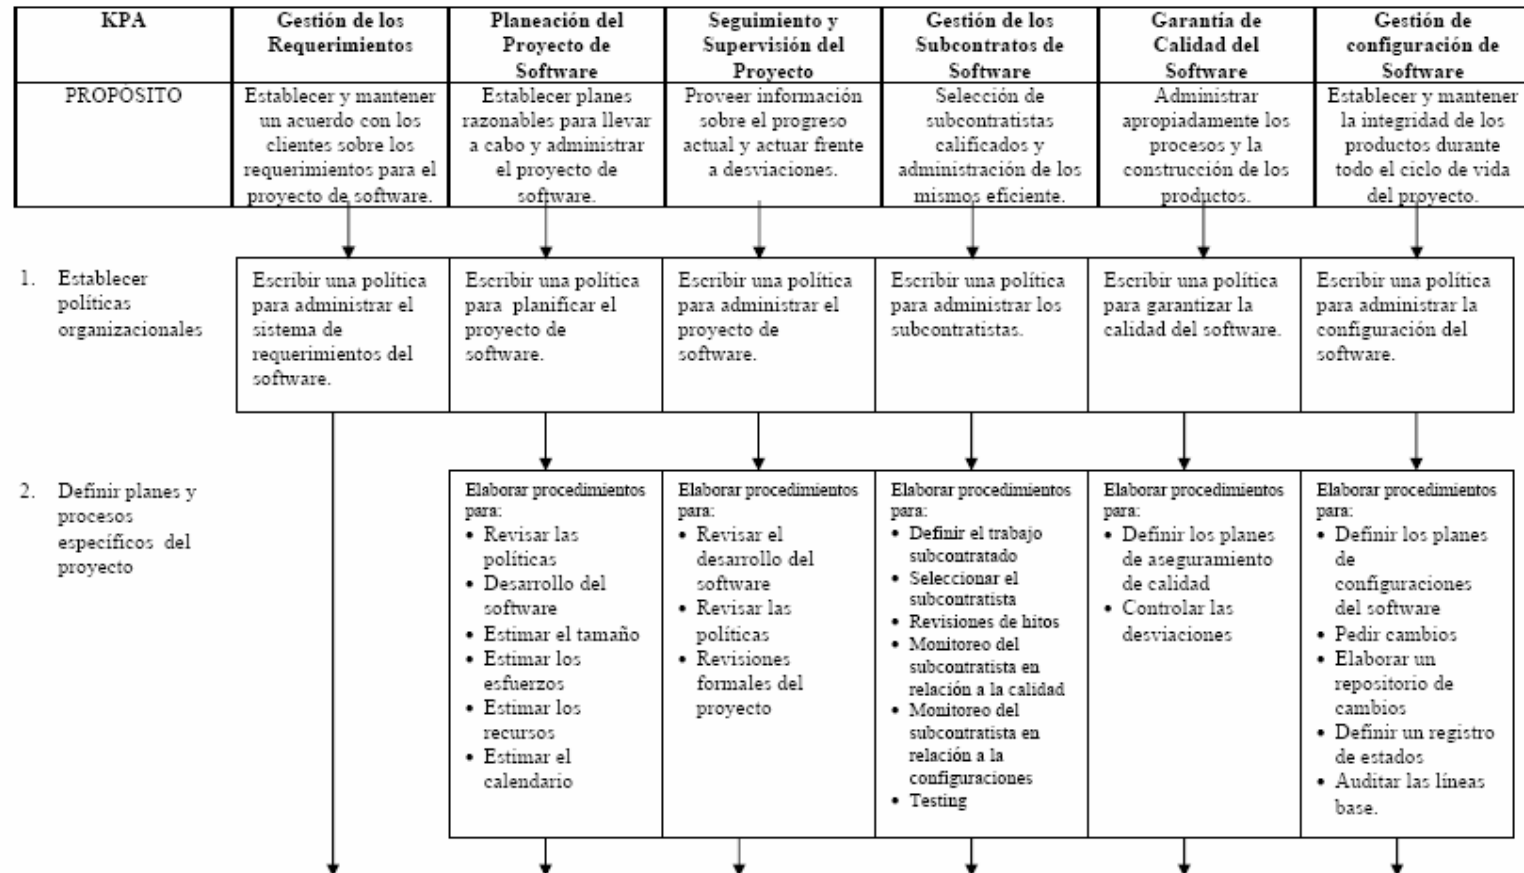 KPA
Gestión de los
Requerimientos
Planeación del
Proyecto de
Software
Seguimiento y
Supervisión del
Proyecto
Gestión de los
Subcontratos de
Software
Garantía de
Calidad del
Software
Gestión de
configuración de
Software
PROPÓSITO
Establecer y mantener
un acuerdo con los
clientes sobre los
requerimientos para el
proyecto de software.
Establecer planes
razonables para llevar
a cabo y administrar
el proyecto de
software.
Proveer información
sobre el progreso
actual y actuar frente
a desviaciones.
Selección de
subcontratistas
calificados y
administración de los
mismos eficiente.
Administrar
apropiadamente los
procesos y la
construcción de los
productos.
Establecer y mantener
la integridad de los
productos durante
todo el ciclo de vida
del proyecto.
1. Establecer
políticas
organizacionales
Escribir una política
para administrar el
sistema de
requerimientos del
software.
Escribir una política
para planificar el
proyecto de
software.
Escribir una política
para administrar el
proyecto de
software.
Escribir una política
para administrar los
subcontratistas.
Escribir una política
para garantizar la
calidad del software.
Escribir una política
para administrar la
configuración del
software.
2. Definir planes y
procesos
específicos del
proyecto
Elaborar procedimientos
para:
• Revisar las
políticas
• Desarrollo del
software
• Estimar el tamaño
• Estimar los
esfuerzos
• Estimar los
recursos
• Estimar el
calendario
Elaborar procedimientos
para:
• Revisar el
desarrollo del
software
• Revisar las
políticas
• Revisiones
formales del
proyecto
Elaborar procedimientos
para:
• Definir el trabajo
subcontratado
• Seleccionar el
subcontratista
• Revisiones de hitos
• Monitoreo del
subcontratista en
relación a la calidad
• Monitoreo del
subcontratista en
relación a la
configuraciones
• Testing
Elaborar procedimientos
para:
• Definir los planes
de aseguramiento
de calidad
• Controlar las
desviaciones
Elaborar procedimientos
para:
• Definir los planes
de
configuraciones
del software
• Pedir cambios
• Elaborar un
repositorio de
cambios
• Definir un registro
de estados
• Auditar las líneas
base.